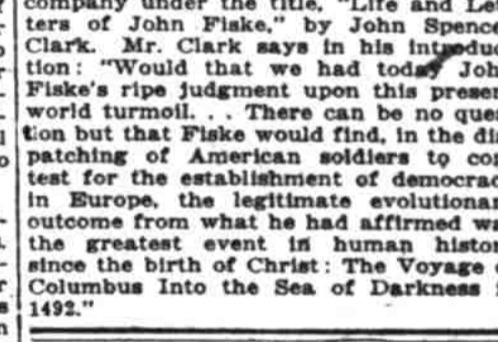 company under the title, "Life and Let
ters of John Fiske," by John Spence
Clark. Mr. Clark says in his introduc
tion: "Would that we had today Joh
Fiske's ripe judgment upon this presen
world turmoil. . . There can be no ques
tion but that Fiske would find, in the dis
patching of American soldiers to con
test for the establishment of democrac
in Europe, the legitimate evolutionar
outcome from what he had affirmed wa
the greatest event in human histor
since the birth of Christ: The Voyage
Columbus Into the Sea of Darkness
1492."